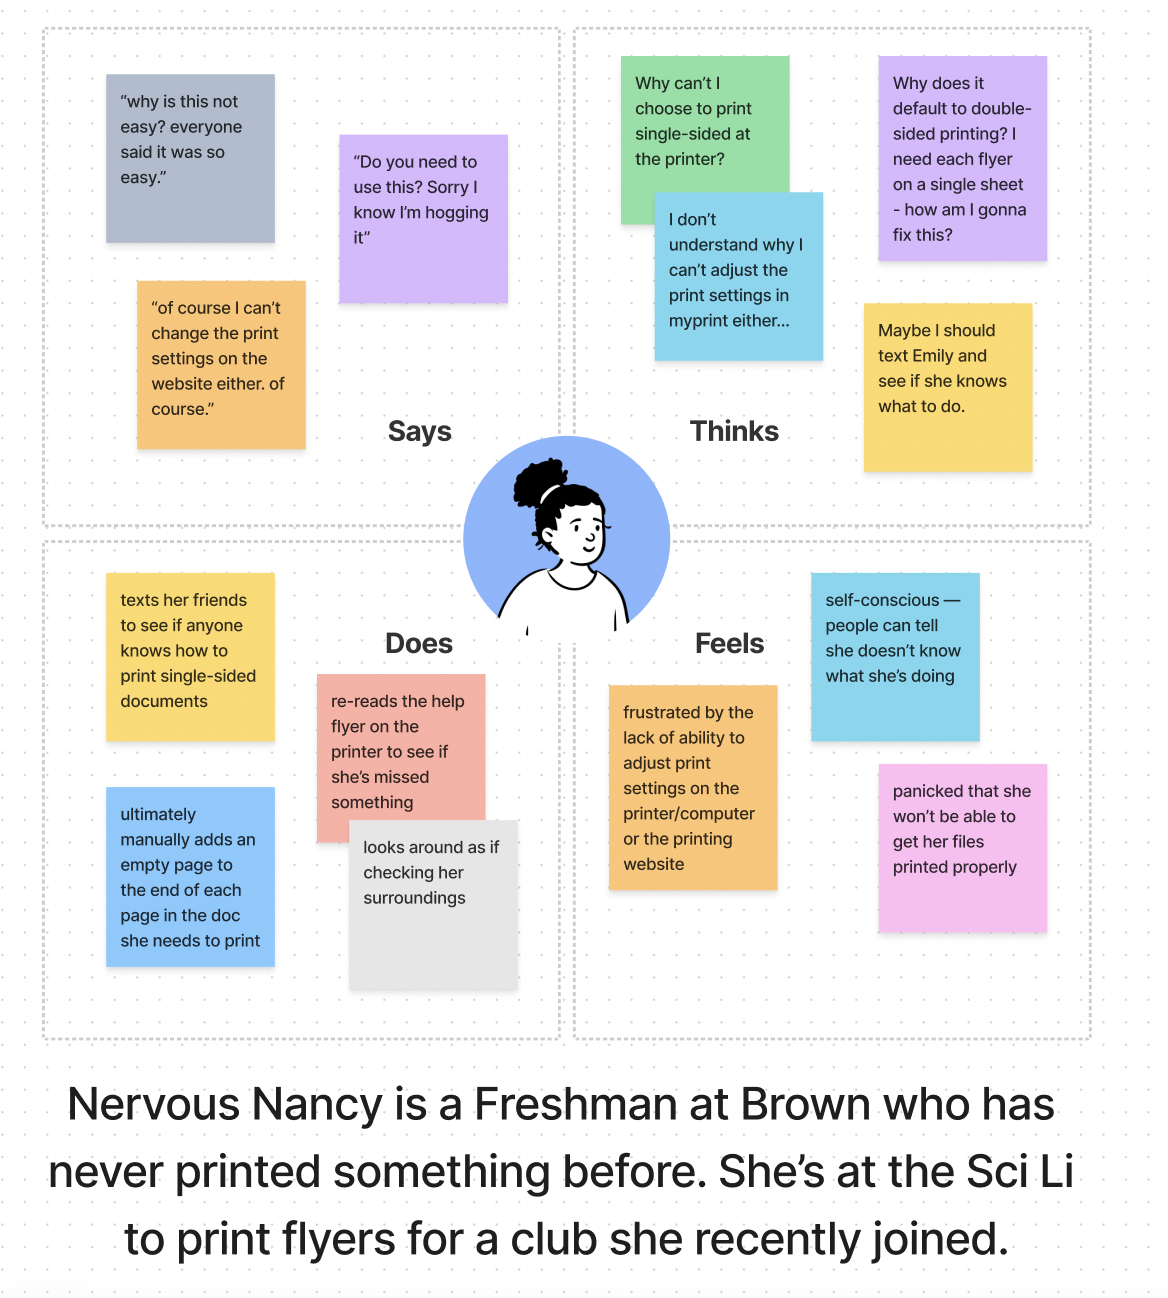 “why is this not
easy? everyone
said it was so
easy.”
“Do you need to
use this? Sorry I
know I’m hogging
it”
“of course I can’t
change the print
settings on the
website either. of
course.”
Says
Why can’t I
choose to print
single-sided at
the printer?
Why does it
default to double-
sided printing? I
need each flyer
on a single sheet
- how am I gonna
fix this?
I don’t
understand why I
can’t adjust the
print settings in
myprint either...
Maybe I should
text Emily and
see if she knows
what to do.
Thinks
texts her friends
to see if anyone
knows how to
print single-sided
documents
Does
re-reads the help
flyer on the
printer to see if
she’s missed
something
ultimately
manually adds an
empty page to
the end of each
page in the doc
she needs to print
looks around as if
checking her
surroundings
Feels
self-conscious —
people can tell
she doesn’t know
what she’s doing
frustrated by the
lack of ability to
adjust print
settings on the
printer/computer
or the printing
website
panicked that she
won’t be able to
get her files
printed properly
Nervous Nancy is a Freshman at Brown who has
never printed something before. She’s at the Sci Li
to print flyers for a club she recently joined.